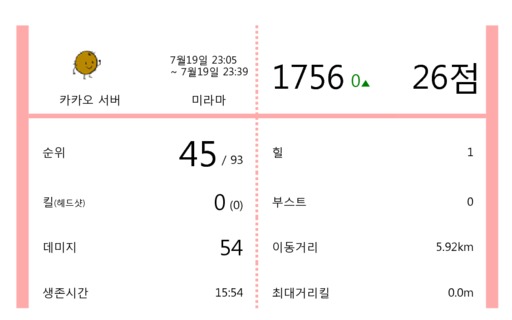 카카오 서버
7월19일 23:05
~ 7월19일 23:39
미라마
1756 0▲
26점
순위 45 / 93
킬(헤드샷) 0 (0)
데미지 54
생존시간 15:54
힐 1
부스트 0
이동거리 5.92km
최대거리킬 0.0m